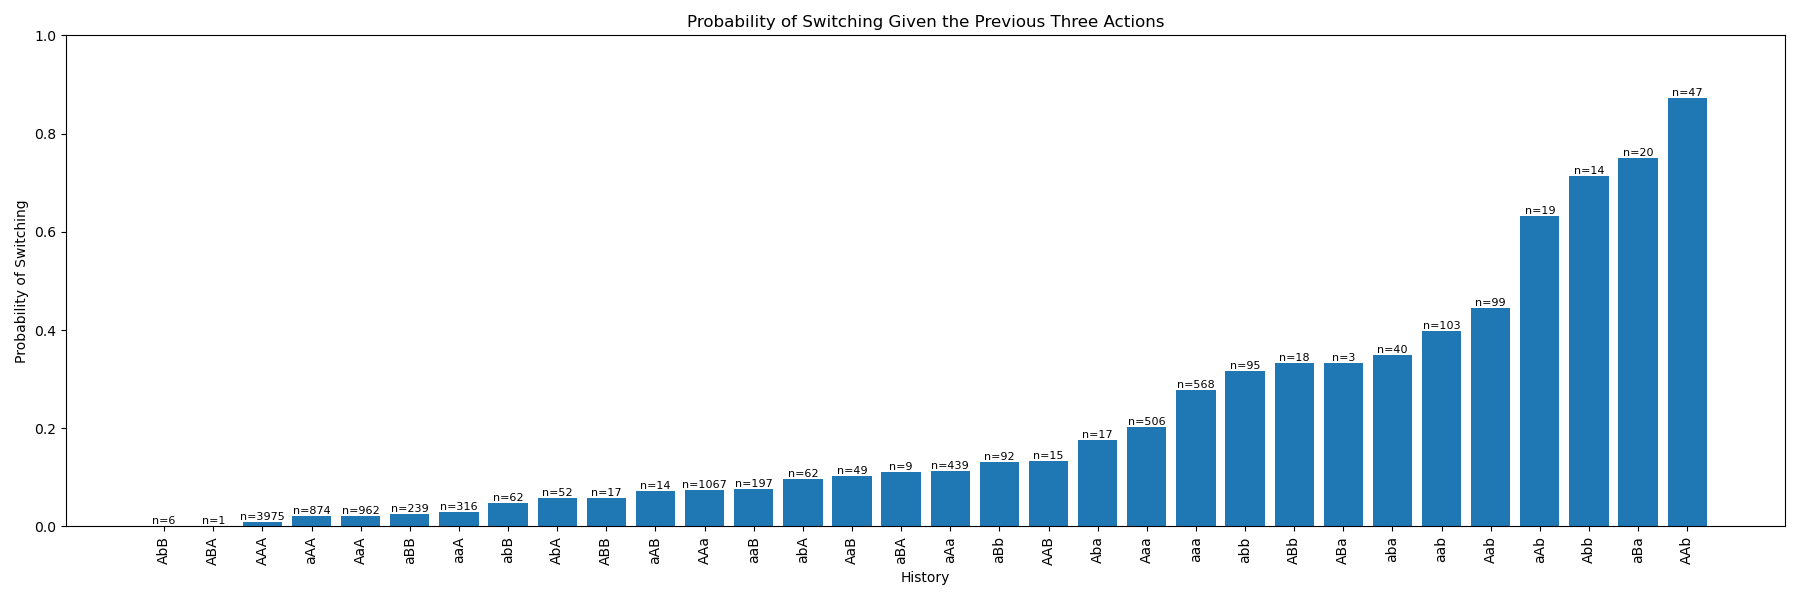 Probability of Switching Given the Previous Three Actions
Probability of Switching
1.0
0.8
0.6
0.4
0.2
0.0
n=6
n=1
n=3975
n=874
n=962
n=239
n=316
n=62
n=52
n=17
n=14
n=1067
n=197
n=62
n=49
n=9
n=439
n=92
n=15
n=17
n=506
n=568
n=95
n=18
n=3
n=40
n=103
n=99
n=19
n=14
n=20
n=47
AbB
ABA
AAA
aAA
AaA
aBB
aaA
abB
AbA
ABB
aAB
AAa
aaB
abA
AaB
aBA
aAa
aBb
AAB
Aba
Aaa
aaa
abb
ABb
ABa
aba
aab
Aab
aAb
Abb
aBa
AAb
History